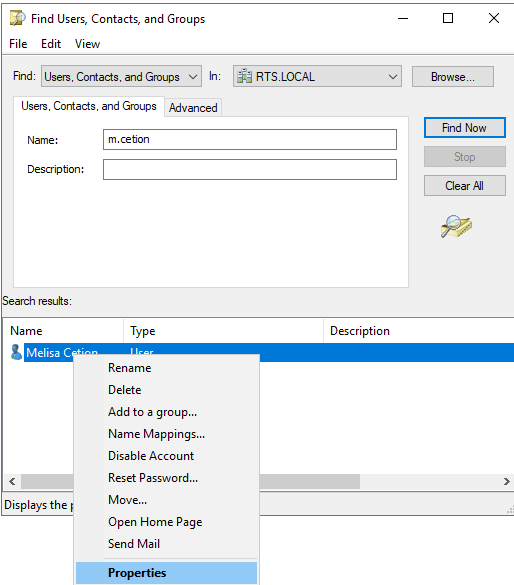 Find Users, Contacts, and Groups
File Edit View
Find: Users, Contacts, and Groups In: RTS.LOCAL Browse...
Users, Contacts, and Groups Advanced
Name: m.cetion
Description:
Find Now
Stop
Clear All
Search results:
Name Type Description
Melisa Cetion User
Rename
Delete
Add to a group...
Name Mappings...
Disable Account
Reset Password...
Move...
Open Home Page
Send Mail
Displays the
Properties